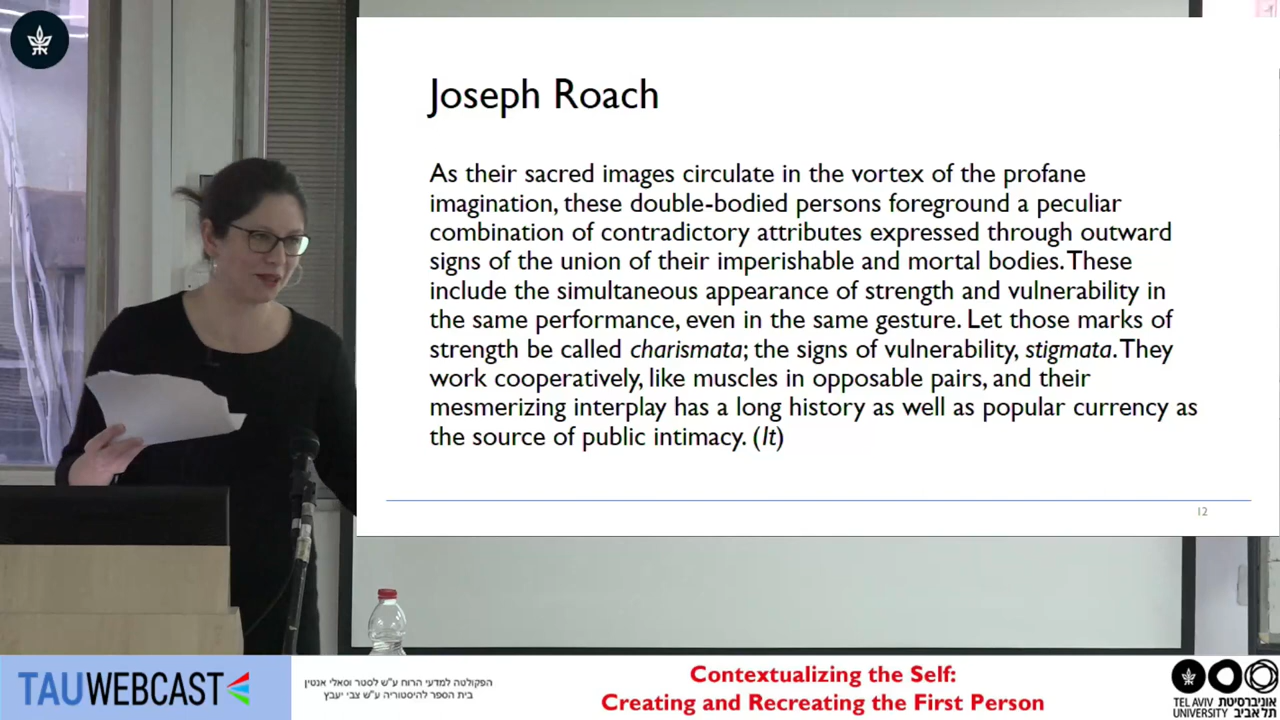 Joseph Roach
As their sacred images circulate in the vortex of the profane
imagination, these double-bodied persons foreground a peculiar
combination of contradictory attributes expressed through outward
signs of the union of their imperishable and mortal bodies. These
include the simultaneous appearance of strength and vulnerability in
the same performance, even in the same gesture. Let those marks of
strength be called charismata; the signs of vulnerability, stigmata. They
work cooperatively, like muscles in opposable pairs, and their
mesmerizing interplay has a long history as well as popular currency as
the source of public intimacy. (It)
12
TAUWEBCAST
הפקולטה למדעי הרוח ע"ש לסטר וסאלי אנטין
בית הספר להיסטוריה ע"ש צבי יעבץ
Contextualizing the Self:
Creating and Recreating the First Person
TEL AVIV אוניברסיטת
UNIVERSITY תל אביב